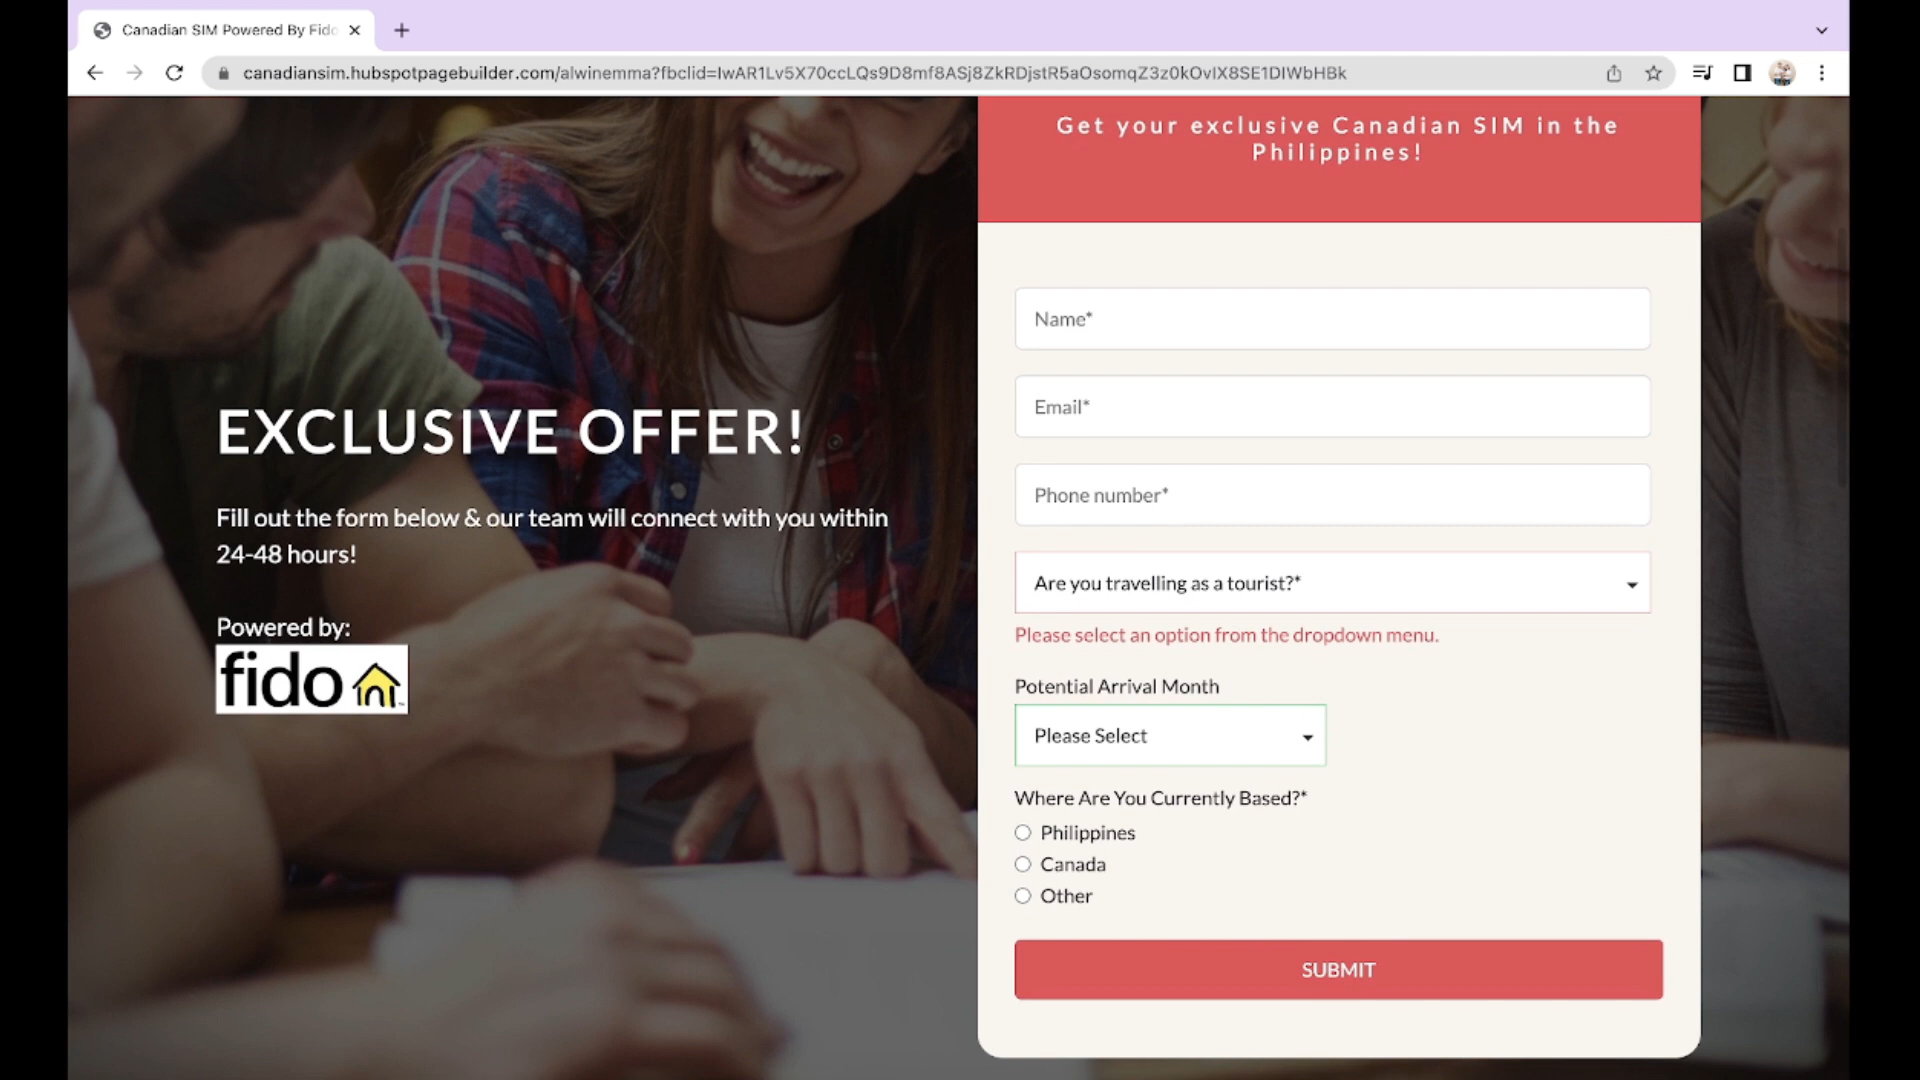 Canadian SIM Powered By Fido
canadiansim.hubspotpagebuilder.com/alwinemma?fbclid=IwAR1Lv5X70ccLQs9D8mf8ASj8ZkRDjstR5aOsomqZ3z0kOvIX8SE1DIWbHBk
Get your exclusive Canadian SIM in the
Philippines!
EXCLUSIVE OFFER!
Fill out the form below & our team will connect with you within
24-48 hours!
Powered by:
fido
Name*
Email*
Phone number*
Are you travelling as a tourist?*
Please select an option from the dropdown menu.
Potential Arrival Month
Please Select
Where Are You Currently Based?*
Philippines
Canada
Other
SUBMIT